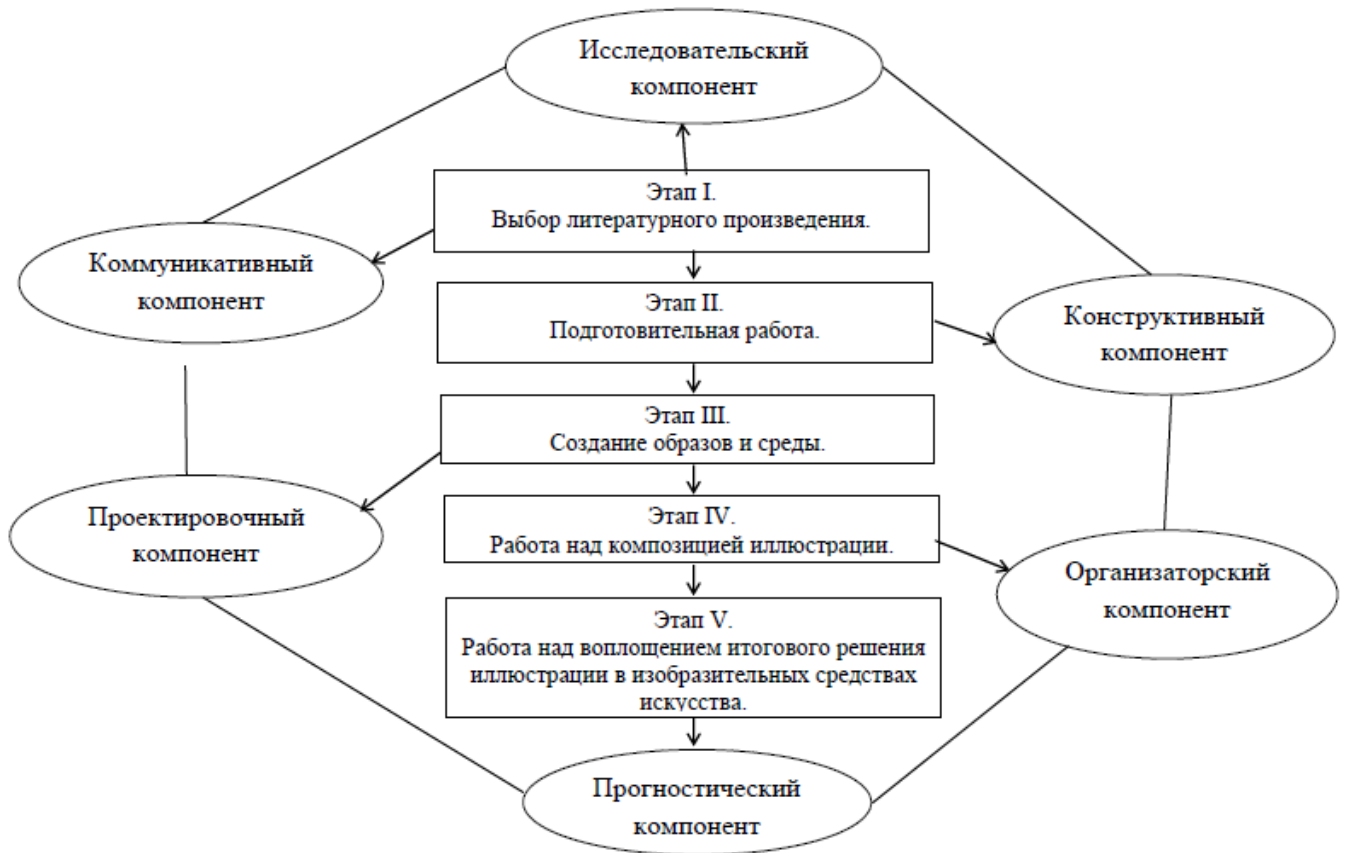 Исследовательский
компонент
Этап I.
Выбор литературного произведения.
Коммуникативный
компонент
Этап II.
Подготовительная работа.
Конструктивный
компонент
Этап III.
Создание образов и среды.
Проектировочный
компонент
Этап IV.
Работа над композицией иллюстрации.
Организаторский
компонент
Этап V.
Работа над воплощением итогового решения
иллюстрации в изобразительных средствах
искусства.
Прогностический
компонент